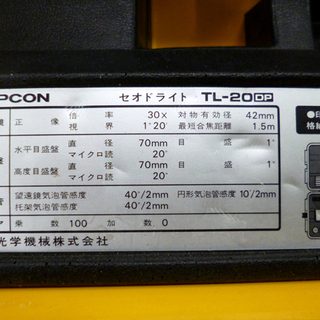 PCON セオドライト TL-20DP
鏡 正像 倍率 30× 対物有効径 42mm
視界 1°20′ 最短合焦距離 1.5m
水平目盛盤 直径 70mm 目盛 1°
マイクロ読 20″
高度目盛盤 直径 70mm 目盛 1°
マイクロ読 20″
管 望遠鏡気泡管感度 40″/2mm 円形気泡管感度 10′/2mm
托架気泡管感度 40″/2mm
ア 乗数 100 加数 0
光学機械株式会社
格納